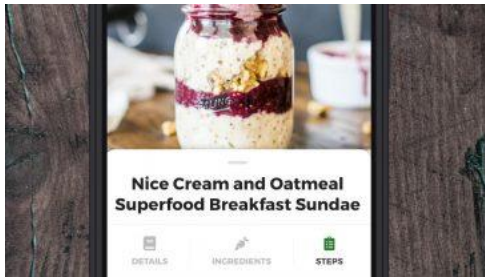 Nice Cream and Oatmeal
Superfood Breakfast Sundae
DETAILS
INGREDIENTS
STEPS